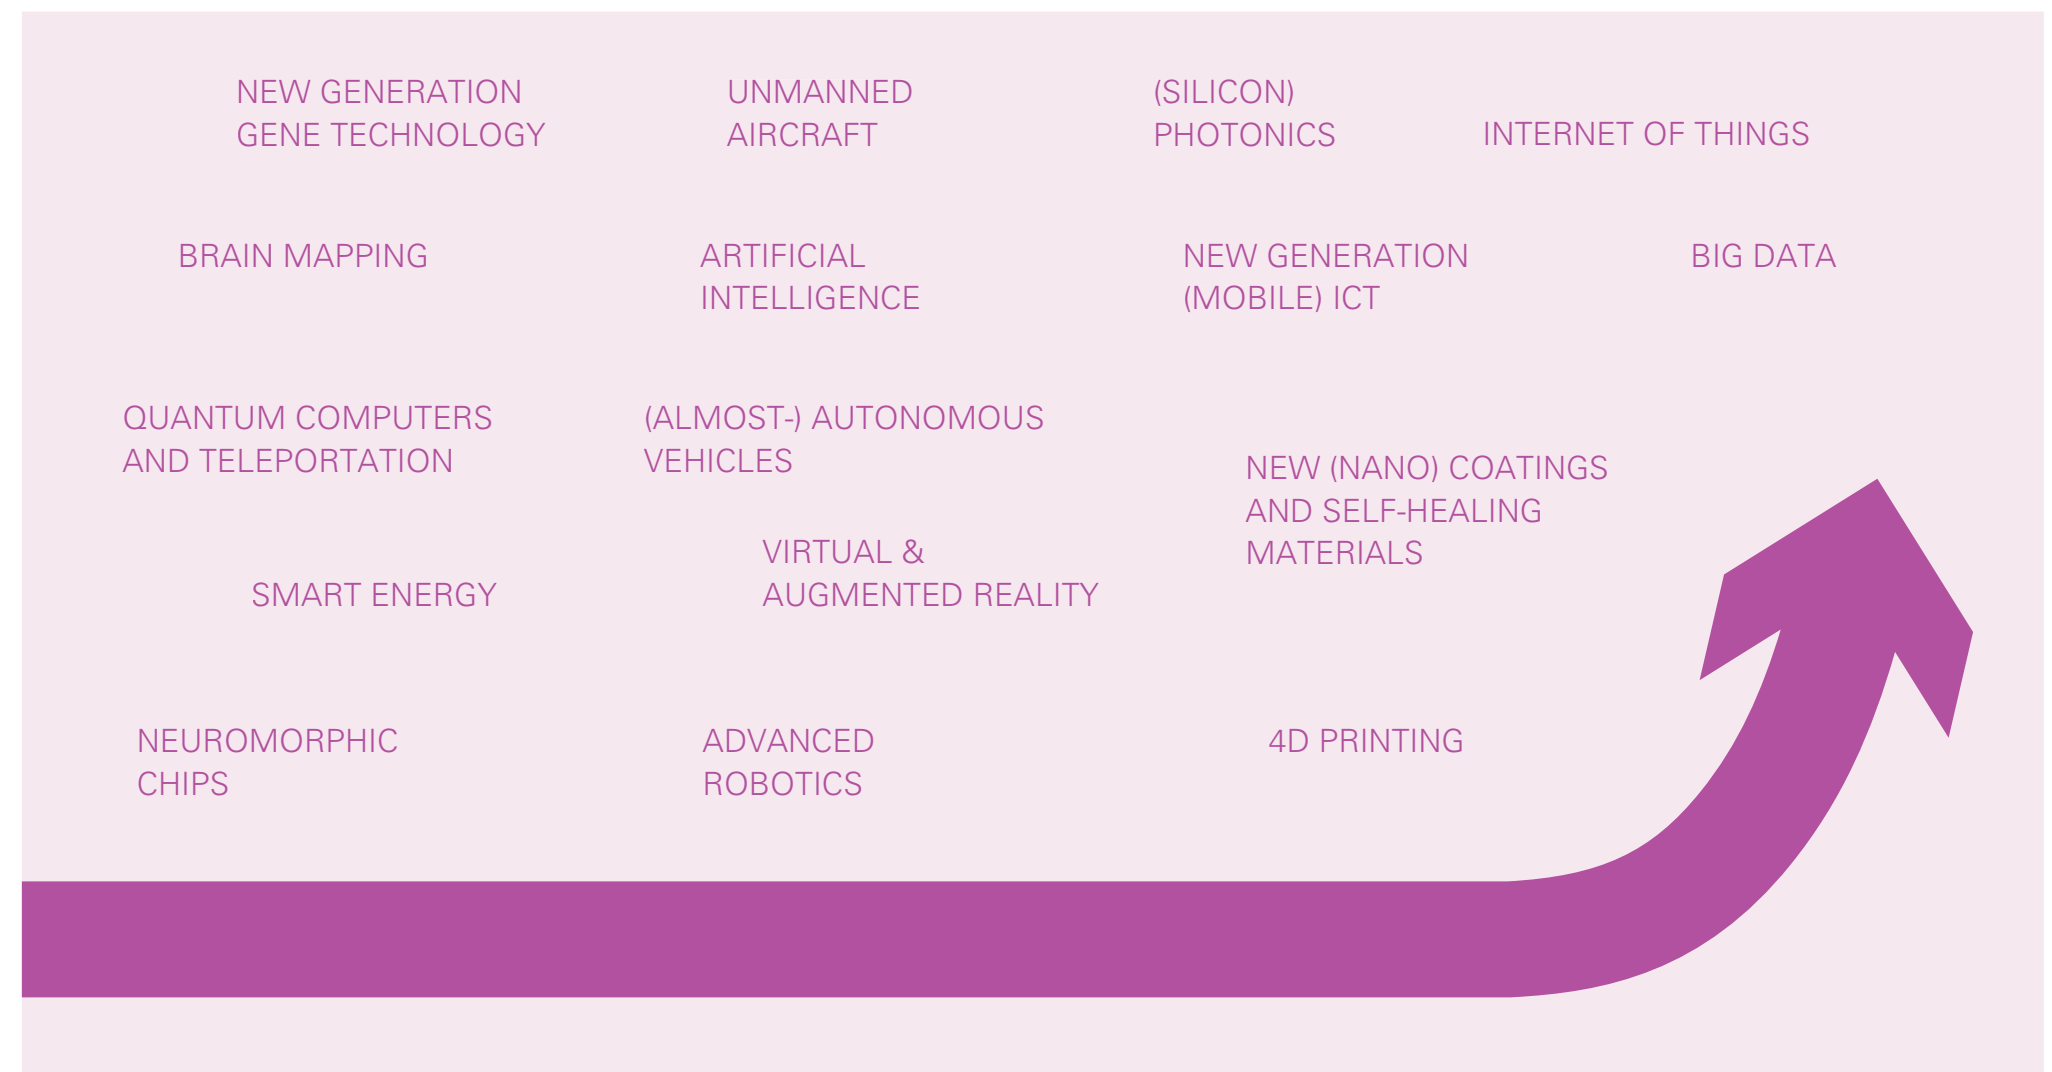 NEW GENERATION
GENE TECHNOLOGY
UNMANNED
AIRCRAFT
(SILICON)
PHOTONICS
INTERNET OF THINGS
BRAIN MAPPING
ARTIFICIAL
INTELLIGENCE
NEW GENERATION
(MOBILE) ICT
BIG DATA
QUANTUM COMPUTERS
AND TELEPORTATION
(ALMOST-) AUTONOMOUS
VEHICLES
NEW (NANO) COATINGS
AND SELF-HEALING
MATERIALS
SMART ENERGY
VIRTUAL &
AUGMENTED REALITY
NEUROMORPHIC
CHIPS
ADVANCED
ROBOTICS
4D PRINTING